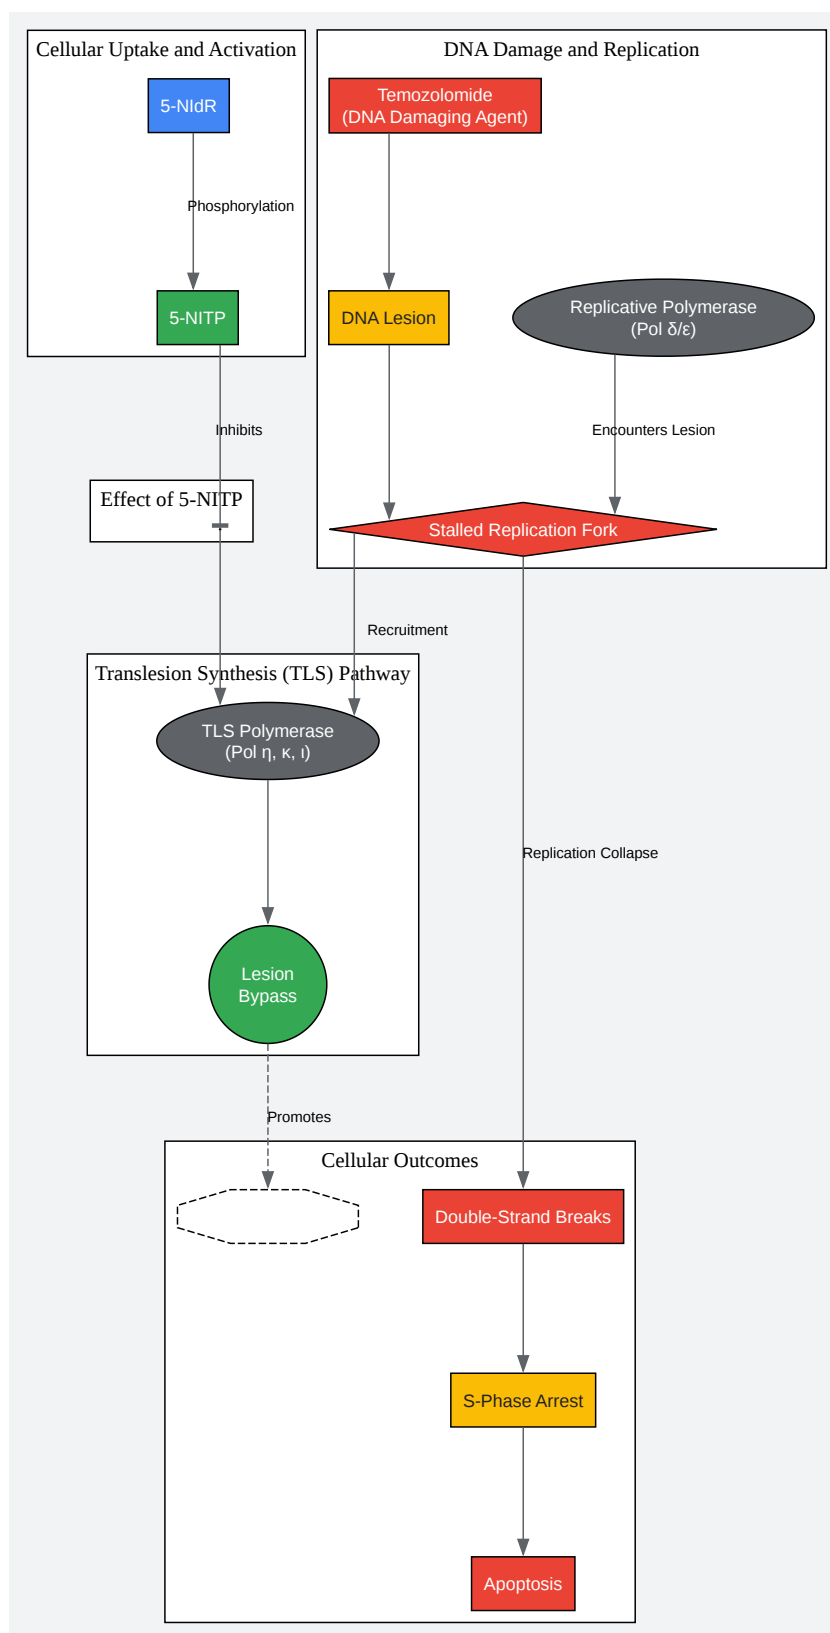 Cellular Uptake and Activation
5-NIdR
Phosphorylation
5-NITP
Inhibits
DNA Damage and Replication
Temozolomide
(DNA Damaging Agent)
DNA Lesion
Replicative Polymerase
(Pol δ/ε)
Encounters Lesion
Stalled Replication Fork
Effect of 5-NITP
Recruitment
Translesion Synthesis (TLS) Pathway
TLS Polymerase
(Pol η, κ, ι)
Replication Collapse
Lesion
Bypass
Promotes
Cellular Outcomes
Double-Strand Breaks
S-Phase Arrest
Apoptosis